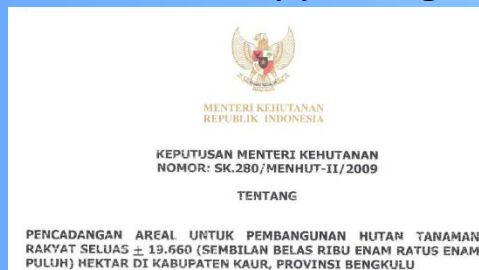 MENTERI KEHUTANAN
REPUBLIK INDONESIA
KEPUTUSAN MENTERI KEHUTANAN
NOMOR: SK.280/MENHUT-II/2009
TENTANG
PENCADANGAN AREAL UNTUK PEMBANGUNAN HUTAN TANAMAN
RAKYAT SELUAS ± 19.660 (SEMBILAN BELAS RIBU ENAM RATUS ENAM
PULUH) HEKTAR DI KABUPATEN KAUR, PROVINSI BENGKULU